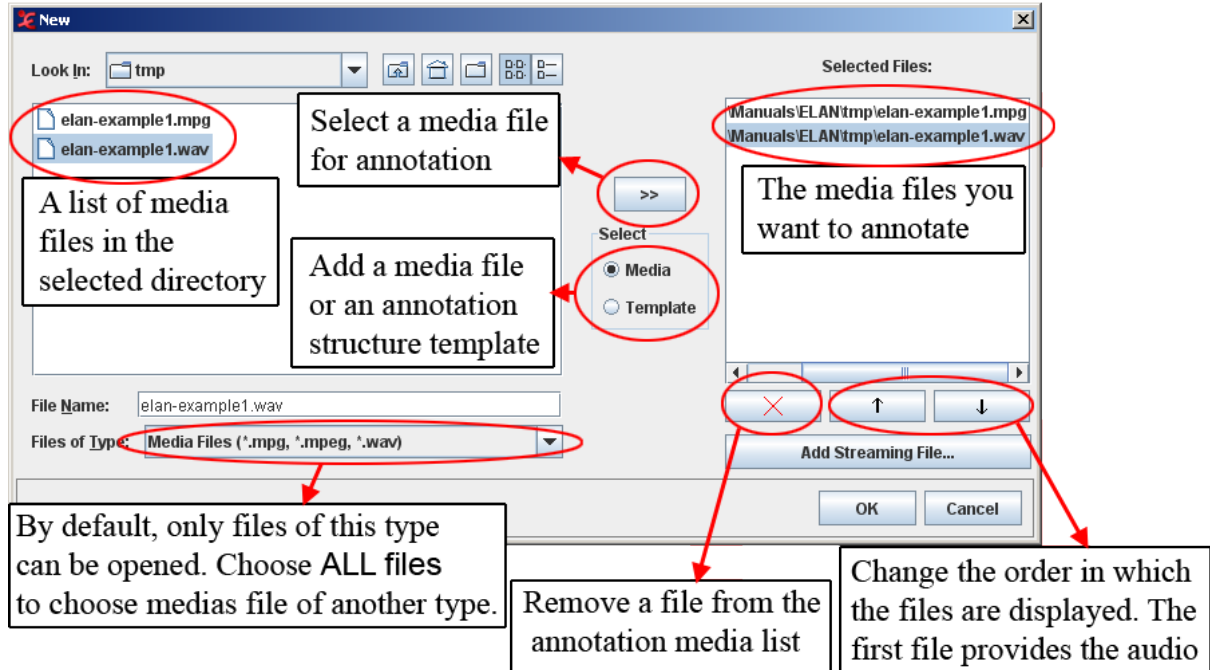 New
Look In: tmp
Selected Files:
elan-example1.mpg
elan-example1.wav
Select a media file
for annotation
\Manuals\ELAN\tmp\elan-example1.mpg
\Manuals\ELAN\tmp\elan-example1.wav
A list of media
files in the
selected directory
>>
The media files you
want to annotate
Select
Media
Template
Add a media file
or an annotation
structure template
File Name: elan-example1.wav
Files of Type: Media Files (*.mpg, *.mpeg, *.wav)
Add Streaming File...
OK Cancel
By default, only files of this type
can be opened. Choose ALL files
to choose medias file of another type.
Remove a file from the
annotation media list
Change the order in which
the files are displayed. The
first file provides the audio